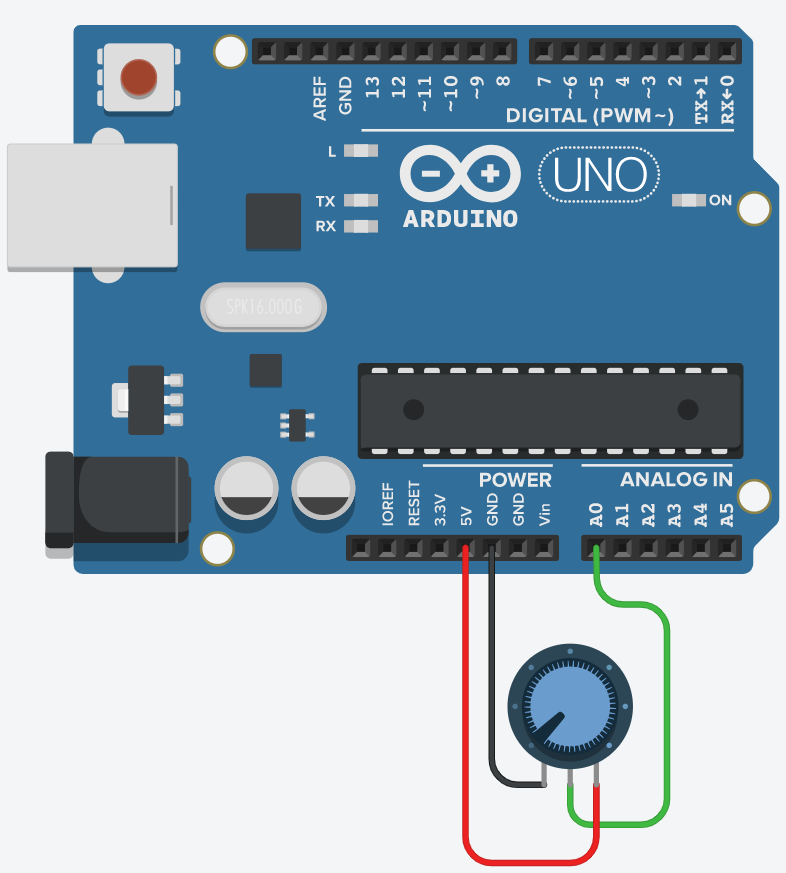 AREF
GND
13
12
~11
~10
~9
8
7
~6
~5
4
~3
2
TX→1
RX←0
DIGITAL (PWM~)
L
TX
RX
ARDUINO
UNO
ON
SPK16.000G
POWER
ANALOG IN
IOREF
RESET
3.3V
5V
GND
GND
Vin
A0
A1
A2
A3
A4
A5